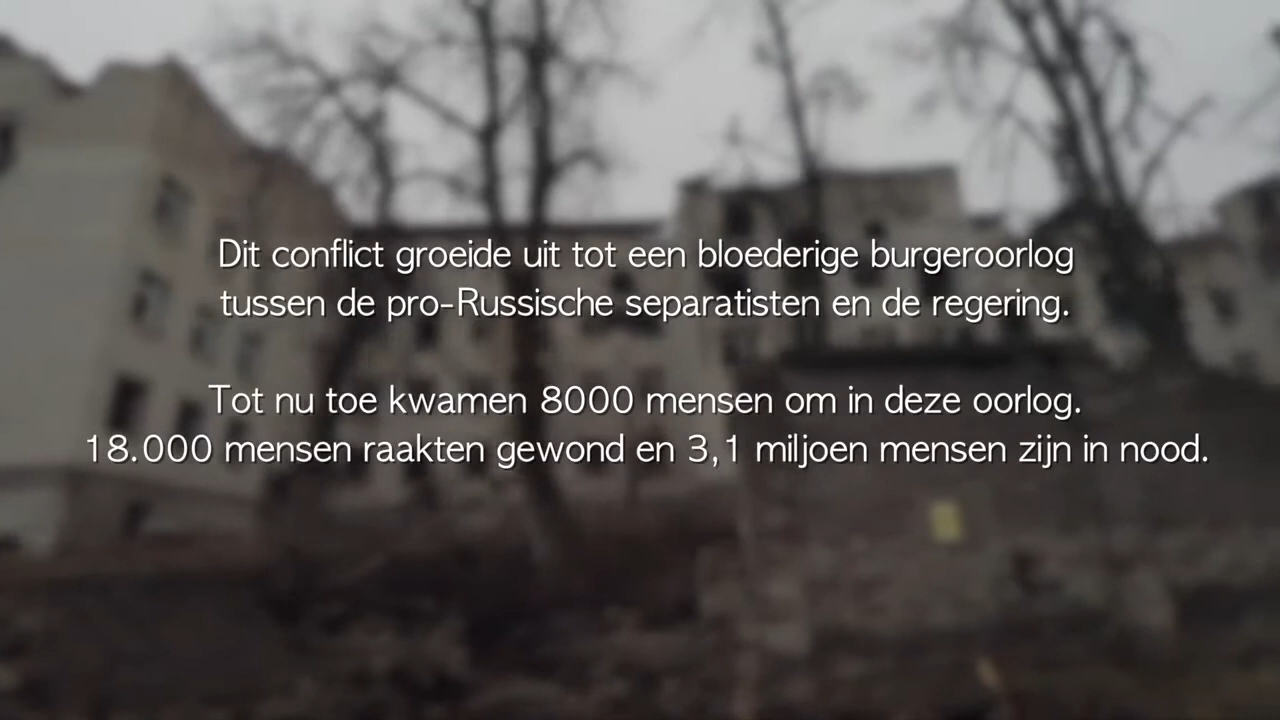 Dit conflict groeide uit tot een bloederige burgeroorlog
tussen de pro-Russische separatisten en de regering.
Tot nu toe kwamen 8000 mensen om in deze oorlog.
18.000 mensen raakten gewond en 3,1 miljoen mensen zijn in nood.